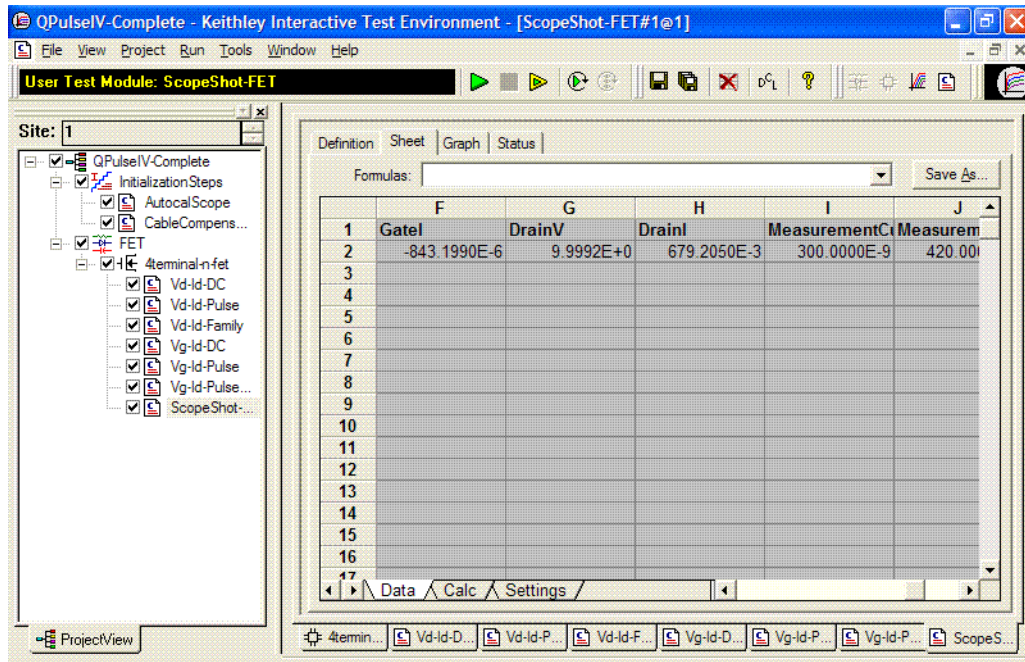 QPulseIV-Complete - Keithley Interactive Test Environment - [ScopeShot-FET#1@1]
File View Project Run Tools Window Help
User Test Module: ScopeShot-FET
Site: 1
QPulseIV-Complete
InitializationSteps
AutocalScope
CableCompens...
FET
4terminal-n-fet
Vd-Id-DC
Vd-Id-Pulse
Vd-Id-Family
Vg-Id-DC
Vg-Id-Pulse
Vg-Id-Pulse...
ScopeShot-...
ProjectView
Definition Sheet Graph Status
Formulas: Save As...
F G H I J
1 GateI DrainV DrainI MeasurementCu Measurem
2 -843.1990E-6 9.9992E+0 679.2050E-3 300.0000E-9 420.000
3
4
5
6
7
8
9
10
11
12
13
14
15
16
17
Data Calc Settings
4termin... Vd-Id-D... Vd-Id-P... Vd-Id-F... Vg-Id-D... Vg-Id-P... Vg-Id-P... ScopeS...